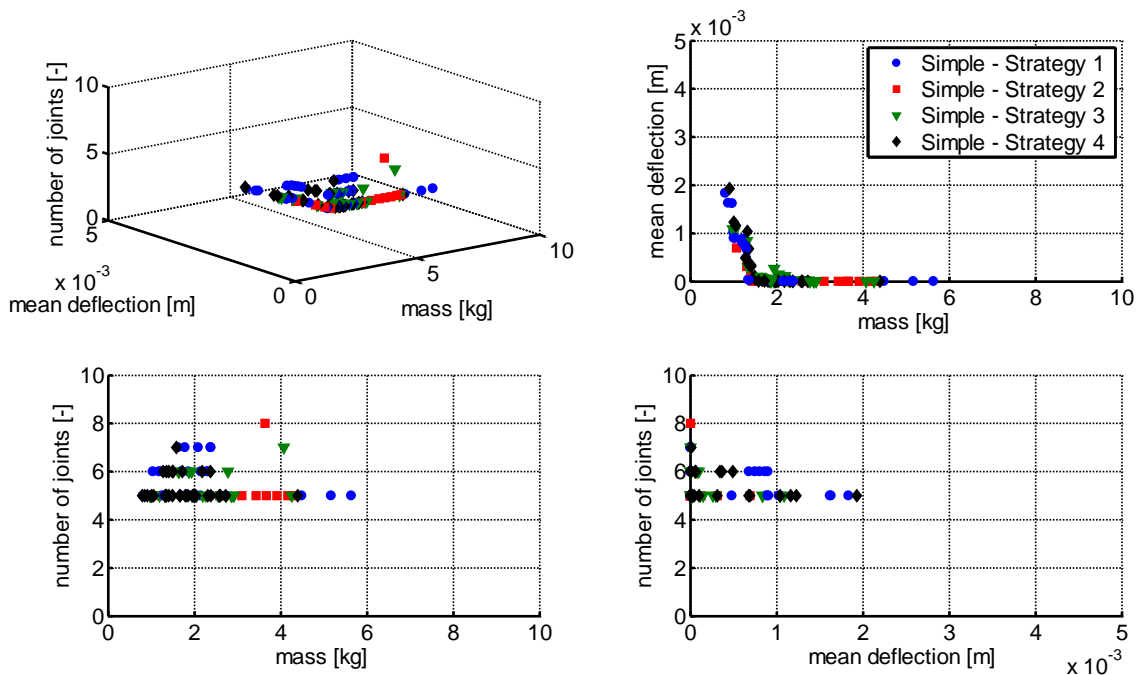 10
5
0
5
x 10-3
0
0
5
10
number of joints [-]
mean deflection [m]
mass [kg]
x 10-3
5
4
3
2
1
0
0
2
4
6
8
10
mean deflection [m]
mass [kg]
Simple - Strategy 1
Simple - Strategy 2
Simple - Strategy 3
Simple - Strategy 4
10
8
6
4
2
0
0
2
4
6
8
10
number of joints [-]
mass [kg]
10
8
6
4
2
0
0
1
2
3
4
5
number of joints [-]
mean deflection [m]
x 10-3